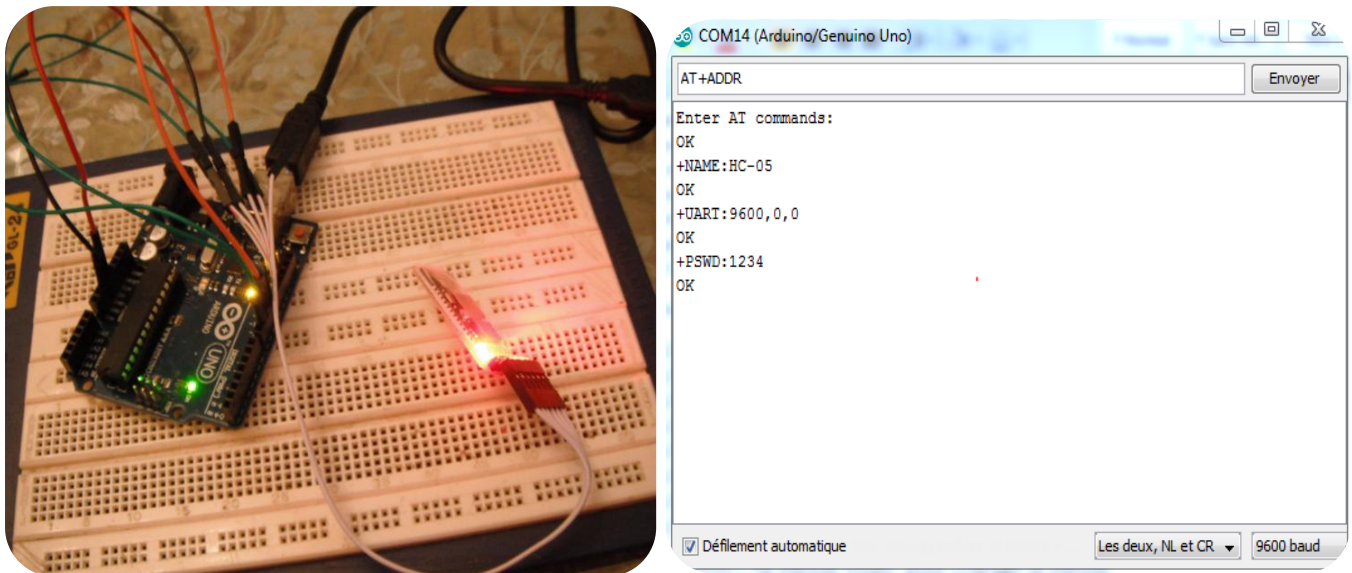 ARDUINO
UNO
COM14 (Arduino/Genuino Uno)
AT+ADDR
Envoyer
Enter AT commands:
OK
+NAME:HC-05
OK
+UART:9600,0,0
OK
+PSWD:1234
OK
Défilement automatique
Les deux, NL et CR
9600 baud